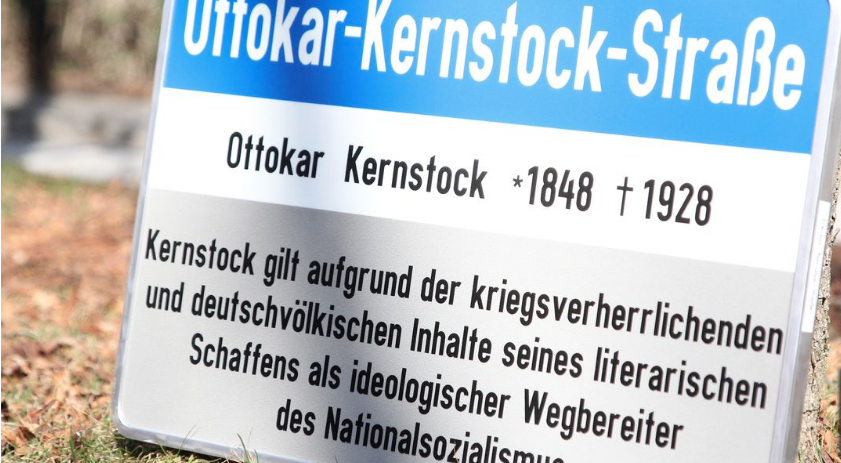 Ottokar-Kernstock-Straße
Ottokar Kernstock *1848 †1928
Kernstock gilt aufgrund der kriegsverherrlichenden
und deutschvölkischen Inhalte seines literarischen
Schaffens als ideologischer Wegbereiter
des Nationalsozialismus